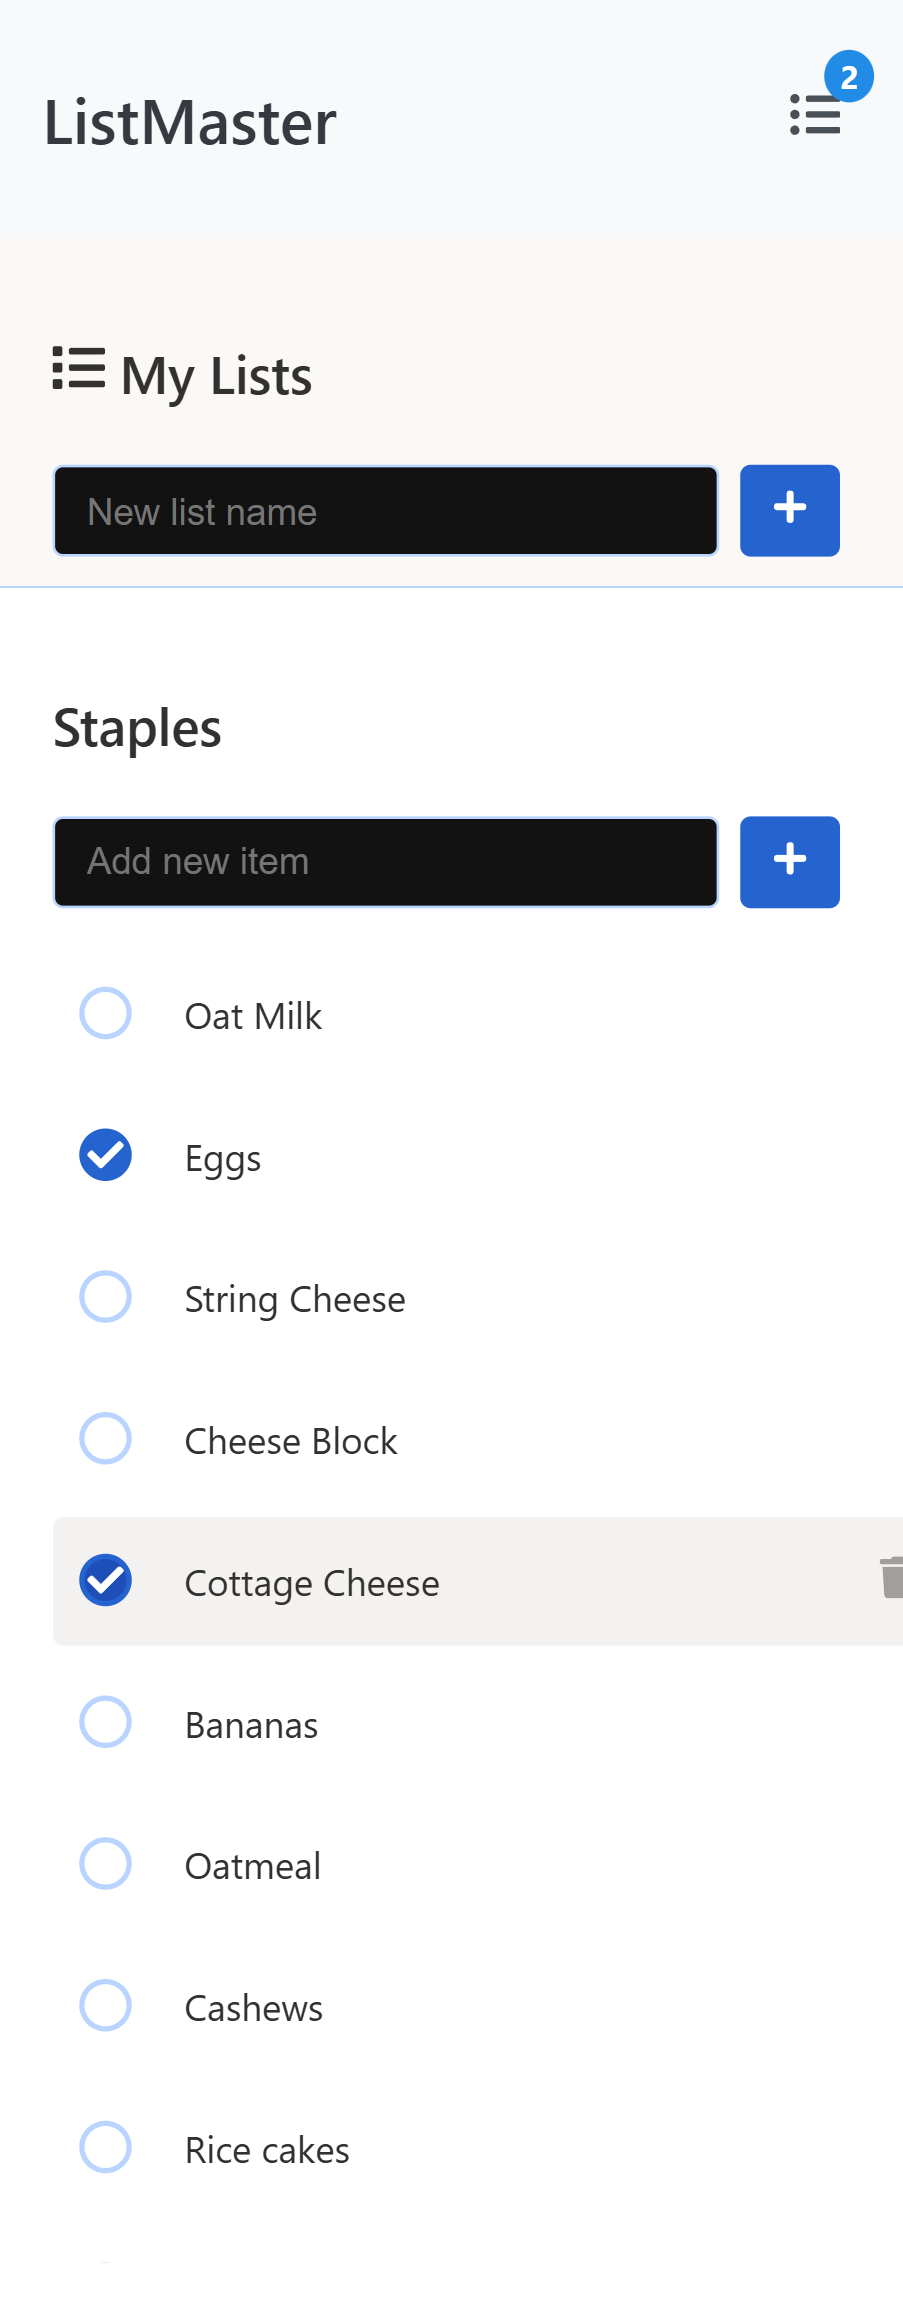 ListMaster
2
My Lists
New list name
Staples
Add new item
Oat Milk
Eggs
String Cheese
Cheese Block
Cottage Cheese
Bananas
Oatmeal
Cashews
Rice cakes